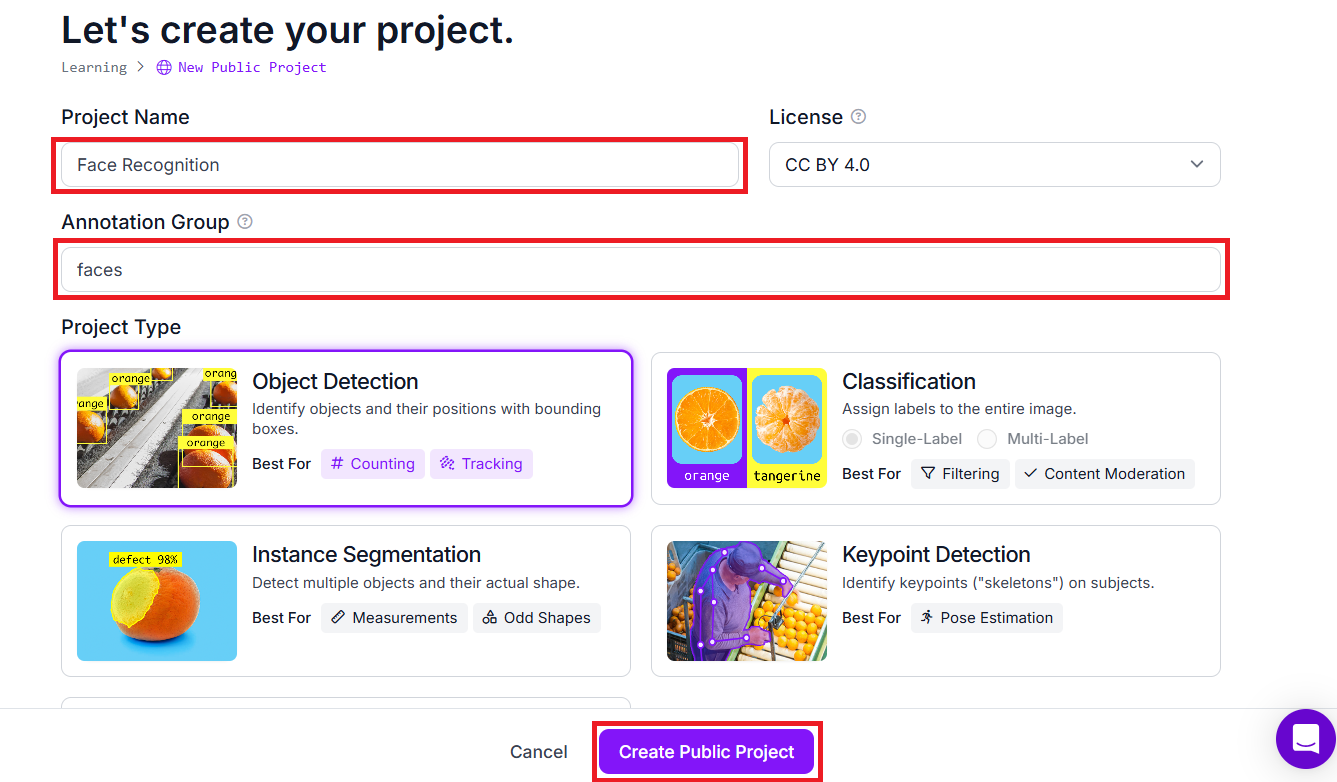 Let's create your project.
Learning > New Public Project
Project Name
License
Face Recognition
CC BY 4.0
Annotation Group
faces
Project Type
orange
orang
ange
orange
orange
Object Detection
Identify objects and their positions with bounding
boxes.
Best For # Counting Tracking
orange tangerine
Classification
Assign labels to the entire image.
Single-Label Multi-Label
Best For Filtering Content Moderation
defect 98%
Instance Segmentation
Detect multiple objects and their actual shape.
Best For Measurements Odd Shapes
Keypoint Detection
Identify keypoints ("skeletons") on subjects.
Best For Pose Estimation
Cancel Create Public Project